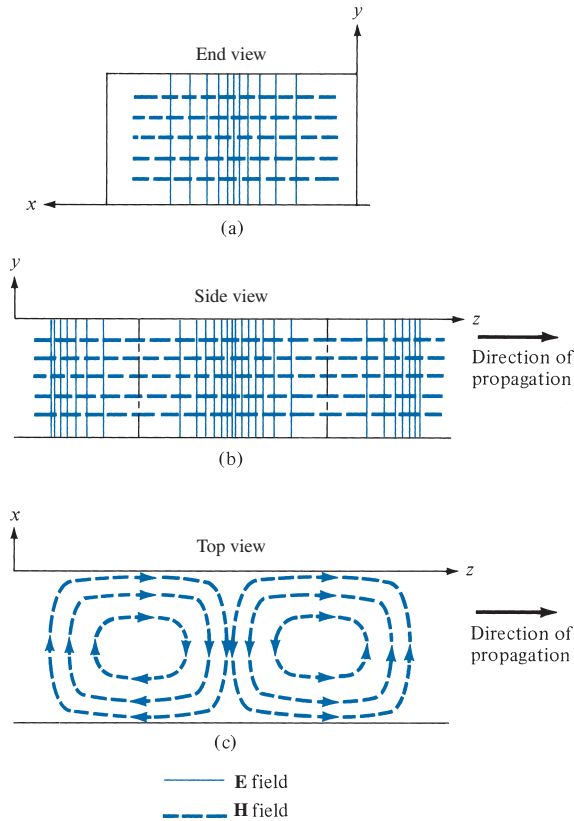 y
End view
x
(a)
y
Side view
z
Direction of
propagation
(b)
x
Top view
z
Direction of
propagation
(c)
E field
H field